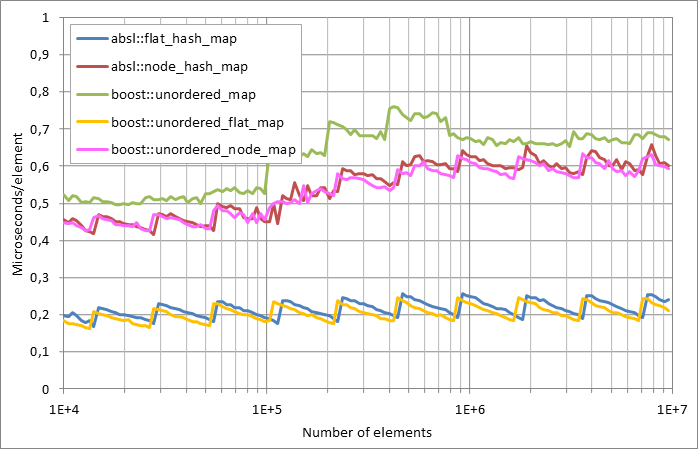 1
0,9
0,8
0,7
0,6
0,5
0,4
0,3
0,2
0,1
0
Microseconds/element
absl::flat_hash_map
absl::node_hash_map
boost::unordered_map
boost::unordered_flat_map
boost::unordered_node_map
1E+4
1E+5
1E+6
1E+7
Number of elements